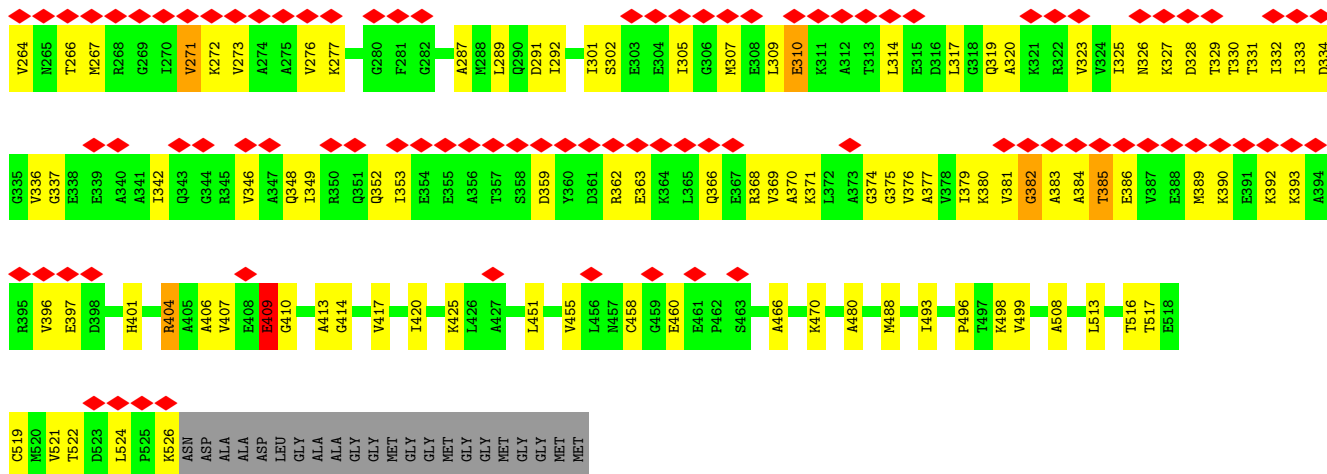 V264 N265 T266 M267 R268 G269 I270 V271 K272 V273 A274 A275 V276 K277 G280 F281 G282 A287 M288 L289 Q290 D291 I292 I301 S302 E303 E304 I305 G306 M307 E308 L309 E310 K311 A312 T313 L314 E315 D316 L317 G318 Q319 A320 K321 R322 V323 V324 I325 N326 K327 D328 T329 T330 T331 I332 I333 D334
G335 V336 G337 E338 E339 A340 A341 I342 Q343 G344 R345 V346 A347 Q348 I349 R350 Q351 Q352 I353 E354 E355 A356 T357 S358 D359 Y360 D361 R362 E363 K364 L365 Q366 E367 R368 V369 A370 K371 L372 A373 G374 G375 V376 A377 V378 I379 K380 V381 G382 A383 A384 T385 E386 V387 E388 M389 K390 E391 K392 K393 A394
R395 V396 E397 D398 H401 R404 A405 A406 V407 E408 E409 G410 A413 G414 V417 I420 K425 L426 A427 L451 V455 L456 N457 C458 G459 E460 E461 P462 S463 A466 K470 A480 M488 I493 P496 T497 K498 V499 A508 L513 T516 T517 E518
C519 M520 V521 T522 D523 L524 P525 K526 ASN ASP ALA ALA ASP LEU GLY ALA ALA GLY GLY MET GLY GLY MET GLY GLY MET GLY GLY MET MET